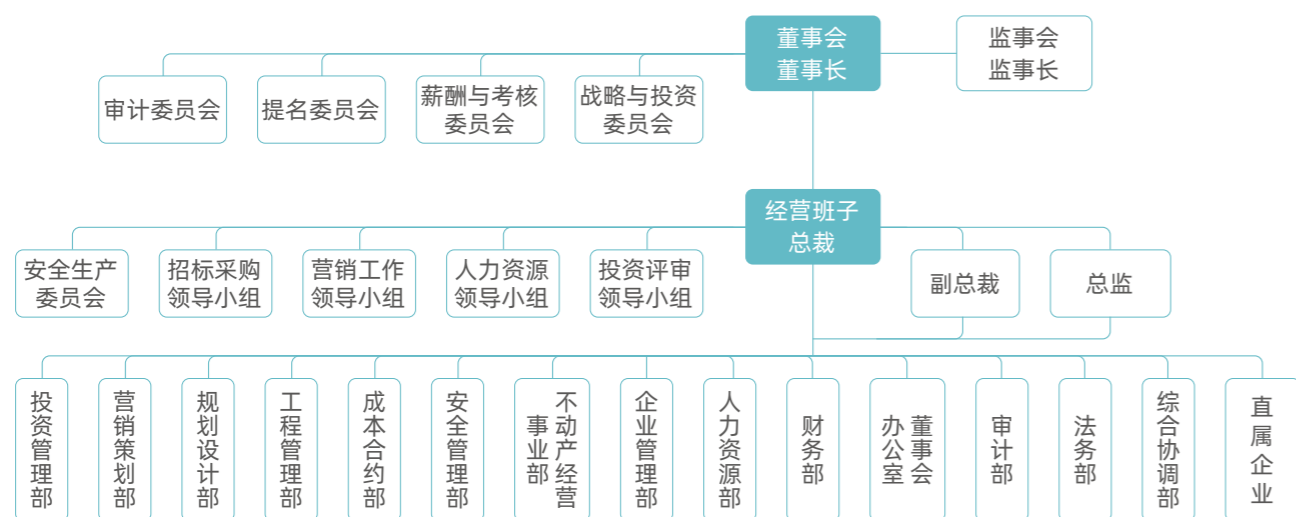 董事会
董事长
监事会
监事长
审计委员会
提名委员会
薪酬与考核
委员会
战略与投资
委员会
经营班子
总裁
安全生产
委员会
招标采购
领导小组
营销工作
领导小组
人力资源
领导小组
投资评审
领导小组
副总裁
总监
投资管理部
营销策划部
规划设计部
工程管理部
成本合约部
安全管理部
不动产经营
事业部
企业管理部
人力资源部
财务部
董事会
办公室
审计部
法务部
综合协调部
直属企业